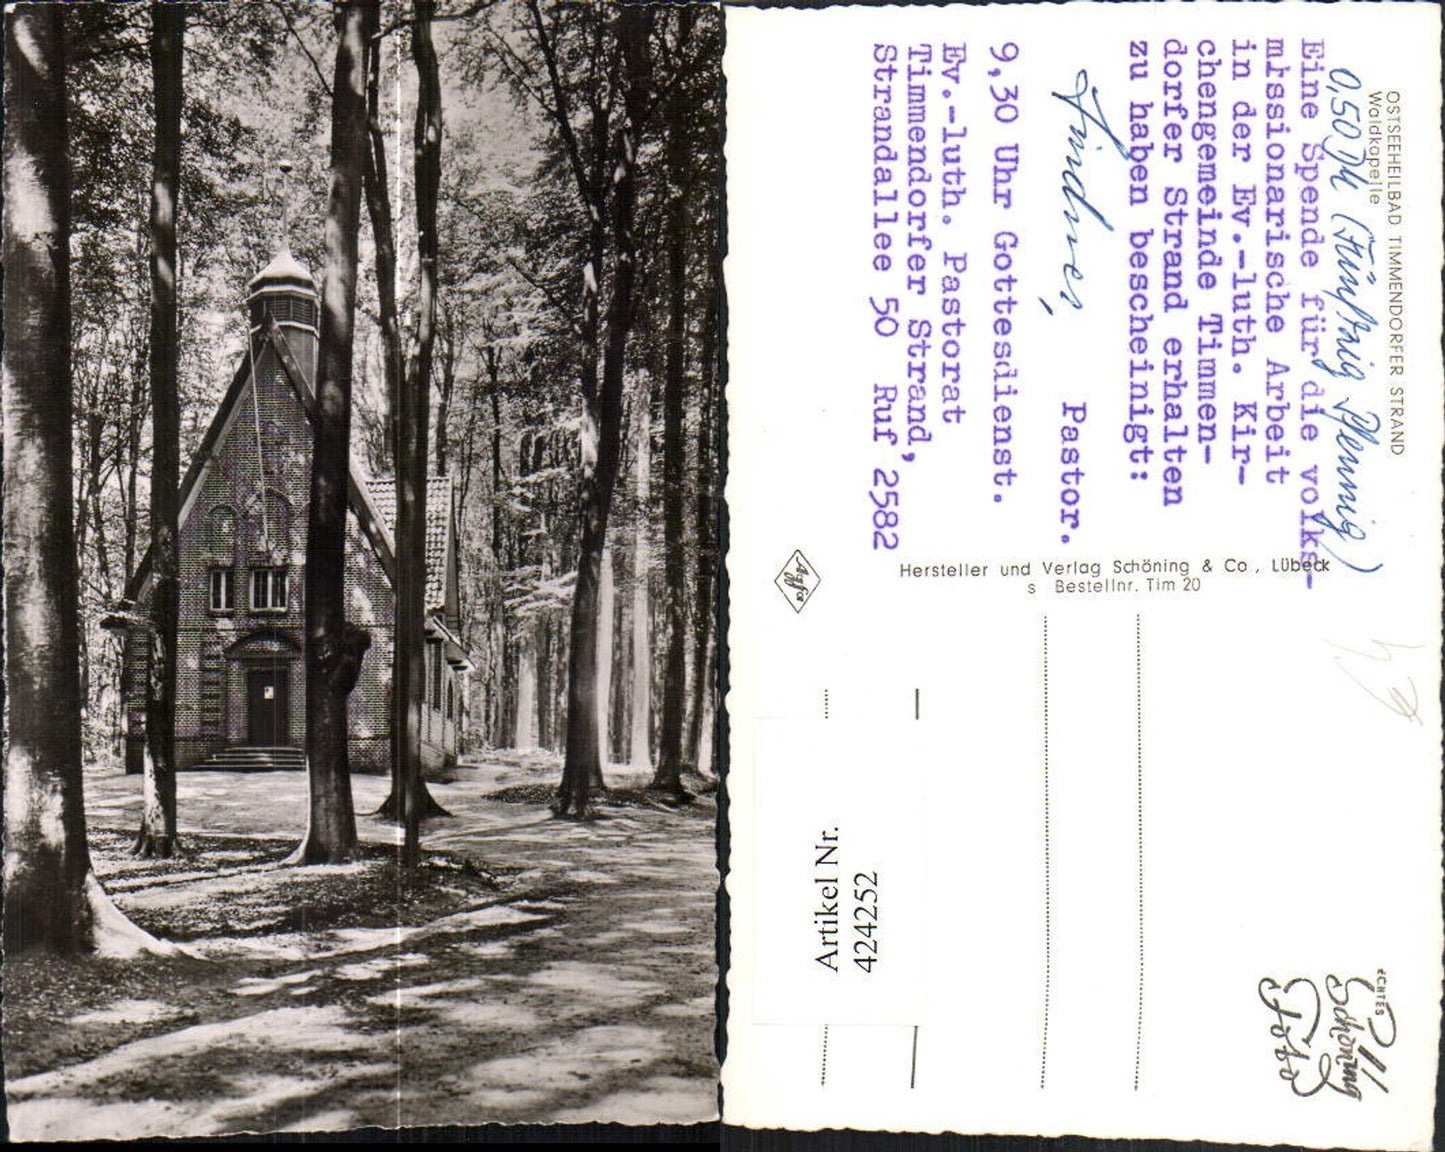 OSTSEEHEILBAD TIMMENDORFER STRAND
Waldkapelle
0,50 DM (Fünfzig Pfennig)
Eine Spende für die volks-
missionarische Arbeit
in der Ev.-luth. Kir-
chengemeinde Timmen-
dorfer Strand erhalten
zu haben bescheinigt:
Pastor.
9,30 Uhr Gottesdienst.
Ev.-luth. Pastorat
Timmendorfer Strand,
Strandallee 50 Ruf 2582
Agfa
Hersteller und Verlag Schöning & Co., Lübeck
s Bestellnr. Tim 20
Artikel Nr.
424252
ECHTES
Schöning
Foto